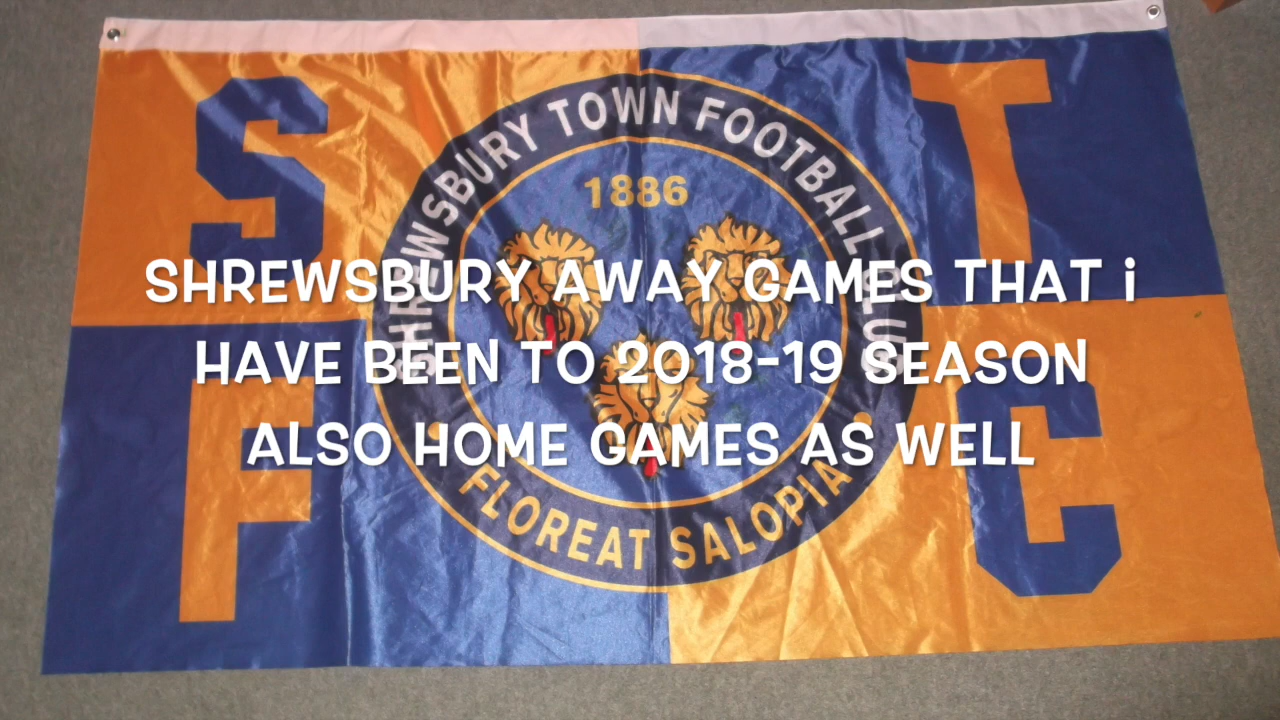 S T
SHREWSBURY TOWN FOOTBALL CLUB
1886
SHREWSBURY AWAY GAMES THAT i
HAVE BEEN TO 2018-19 SEASON
ALSO HOME GAMES AS WELL
F C
FLOREAT SALOPIA